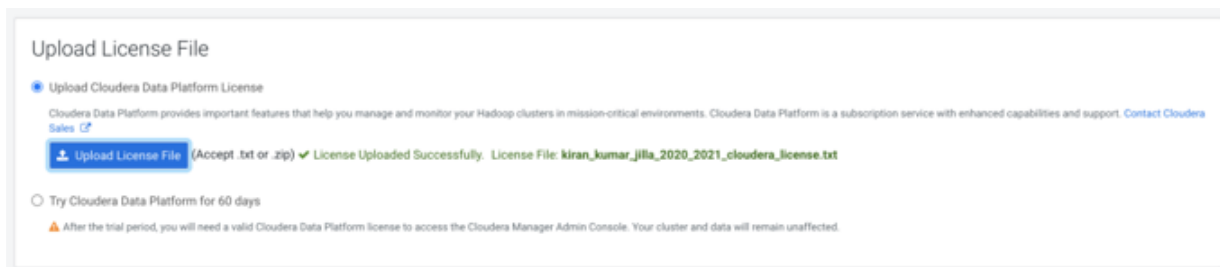 Upload License File
Upload Cloudera Data Platform License
Cloudera Data Platform provides important features that help you manage and monitor your Hadoop clusters in mission-critical environments. Cloudera Data Platform is a subscription service with enhanced capabilities and support. Contact Cloudera
Sales
Upload License File (Accept .txt or .zip) License Uploaded Successfully. License File: kiran_kumar_jilla_2020_2021_cloudera_license.txt
Try Cloudera Data Platform for 60 days
After the trial period, you will need a valid Cloudera Data Platform license to access the Cloudera Manager Admin Console. Your cluster and data will remain unaffected.